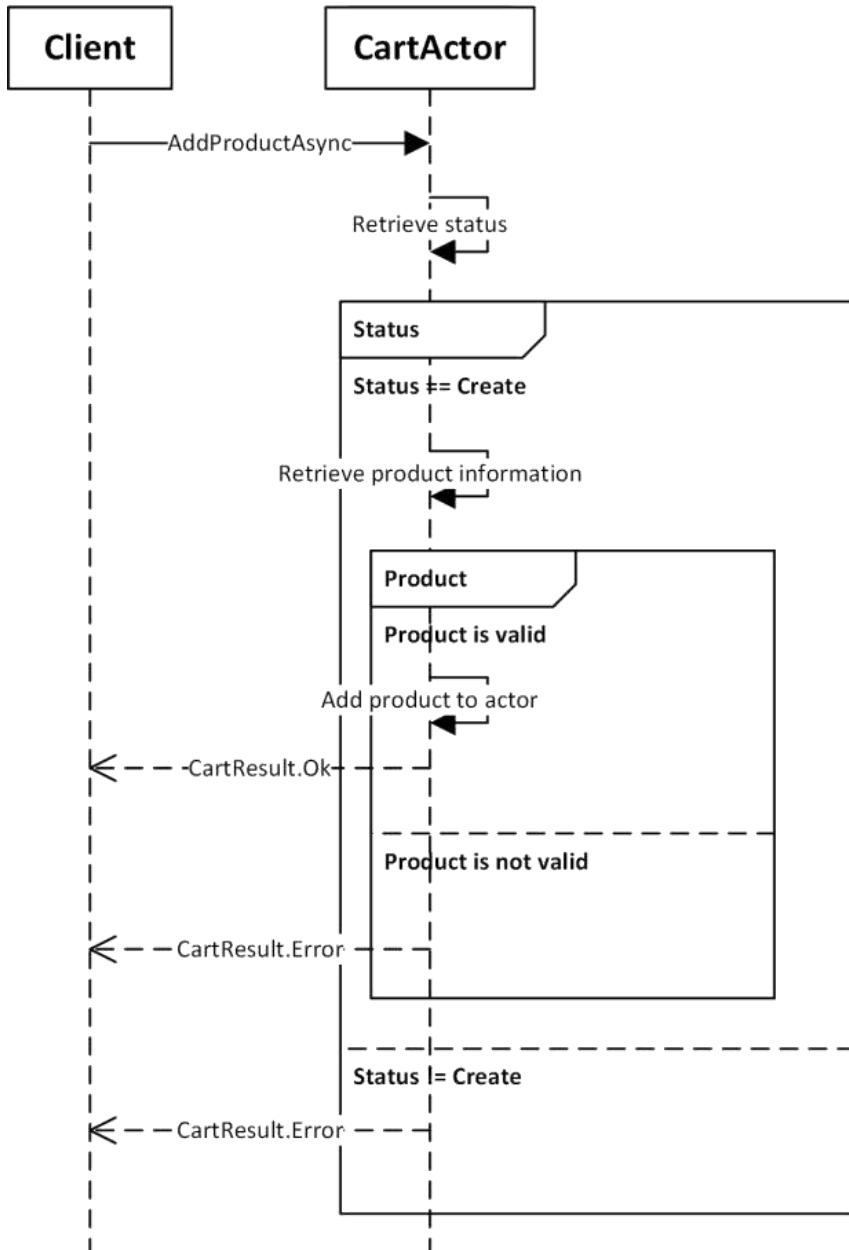 Client
CartActor
AddProductAsync
Retrieve status
Status
Status == Create
Retrieve product information
Product
Product is valid
Add product to actor
CartResult.Ok
Product is not valid
CartResult.Error
Status != Create
CartResult.Error